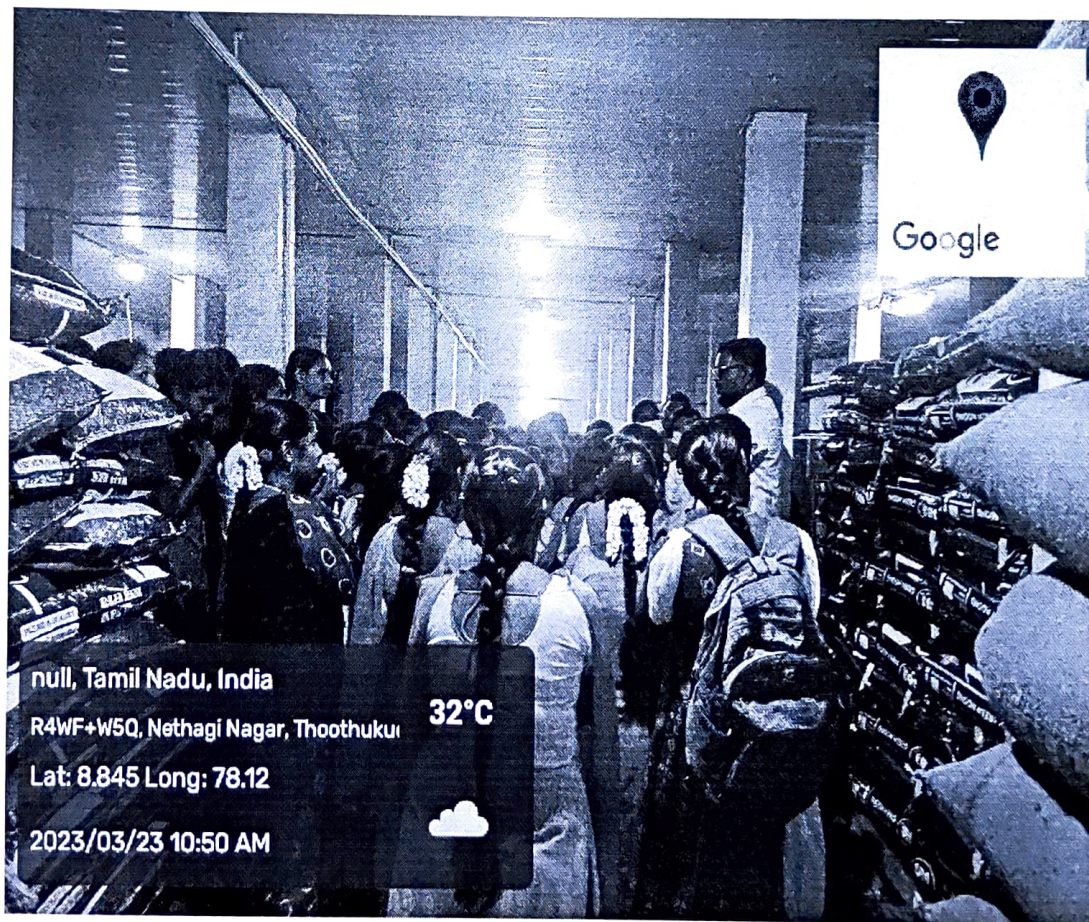 Google
null, Tamil Nadu, India
R4WF+W5Q, Nethagi Nagar, Thoothuku
32°C
Lat: 8.845 Long: 78.12
2023/03/23 10:50 AM